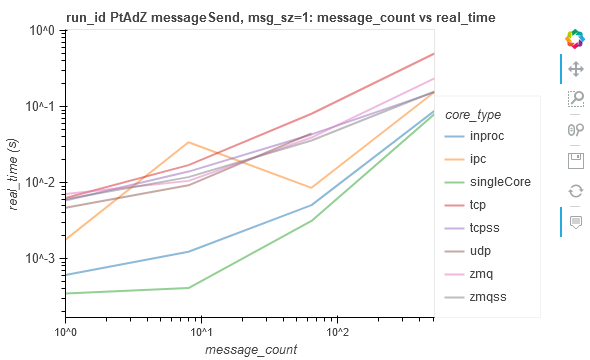 run_id PtAdZ messageSend, msg_sz=1: message_count vs real_time
10^0
10^-1
10^-2
10^-3
real_time (s)
10^0
10^1
10^2
message_count
core_type
inproc
ipc
singleCore
tcp
tcpss
udp
zmq
zmqss